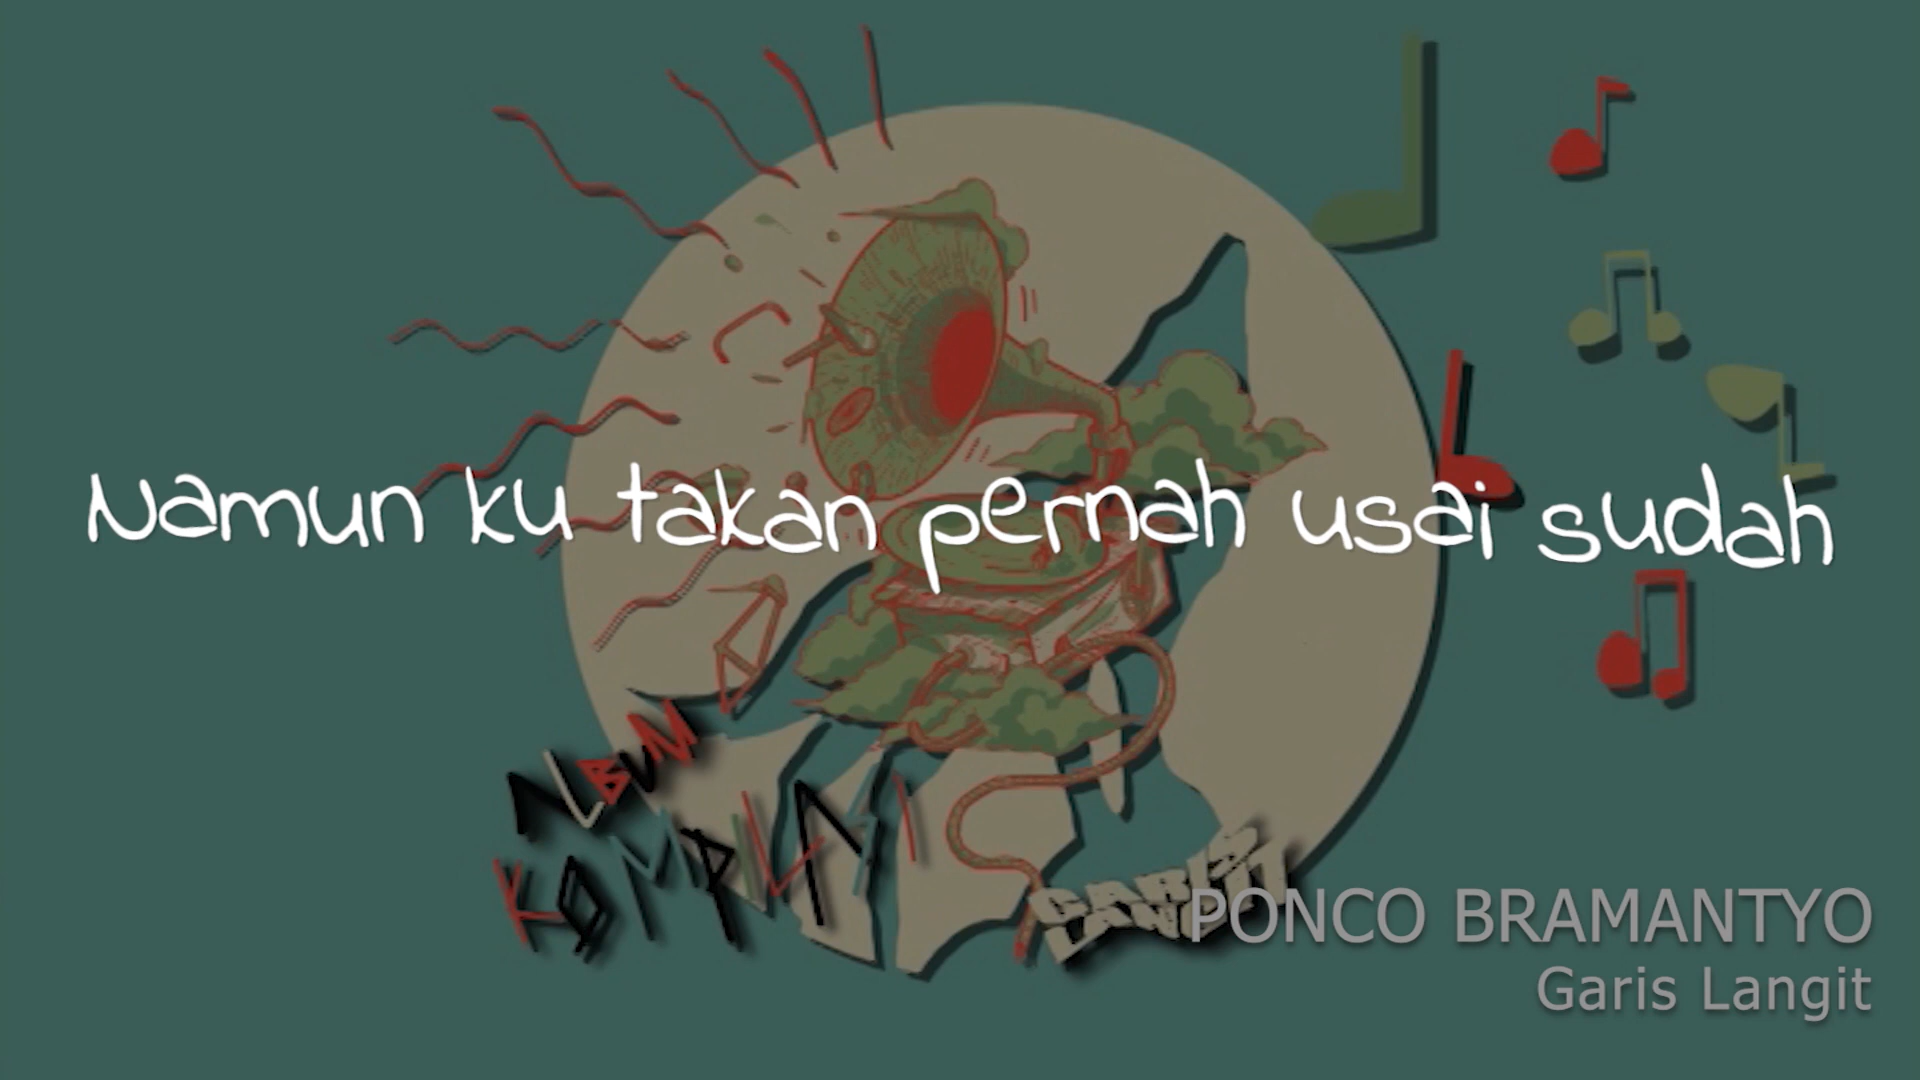 Namun ku takan pernah usai sudah
ALBUM
KOMPILASI
GARIS
LANGIT
PONCO BRAMANTYO
Garis Langit